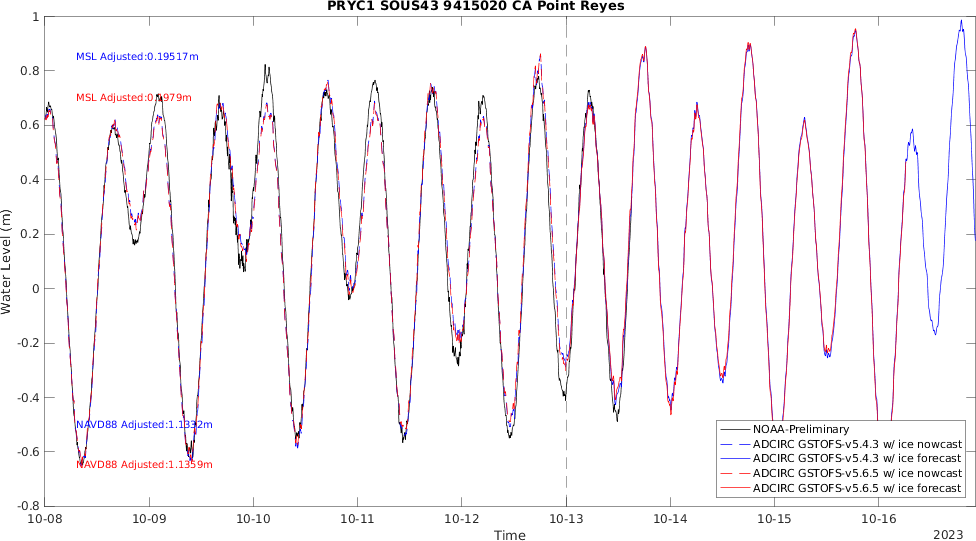 PRYC1 SOUS43 9415020 CA Point Reyes
1
0.8
0.6
0.4
0.2
0
-0.2
-0.4
-0.6
-0.8
Water Level (m)
MSL Adjusted:0.19517m
MSL Adjusted:0.1979m
NAVD88 Adjusted:1.1332m
NAVD88 Adjusted:1.1359m
NOAA-Preliminary
ADCIRC GSTOFS-v5.4.3 w/ ice nowcast
ADCIRC GSTOFS-v5.4.3 w/ ice forecast
ADCIRC GSTOFS-v5.6.5 w/ ice nowcast
ADCIRC GSTOFS-v5.6.5 w/ ice forecast
10-08 10-09 10-10 10-11 10-12 10-13 10-14 10-15 10-16
Time
2023